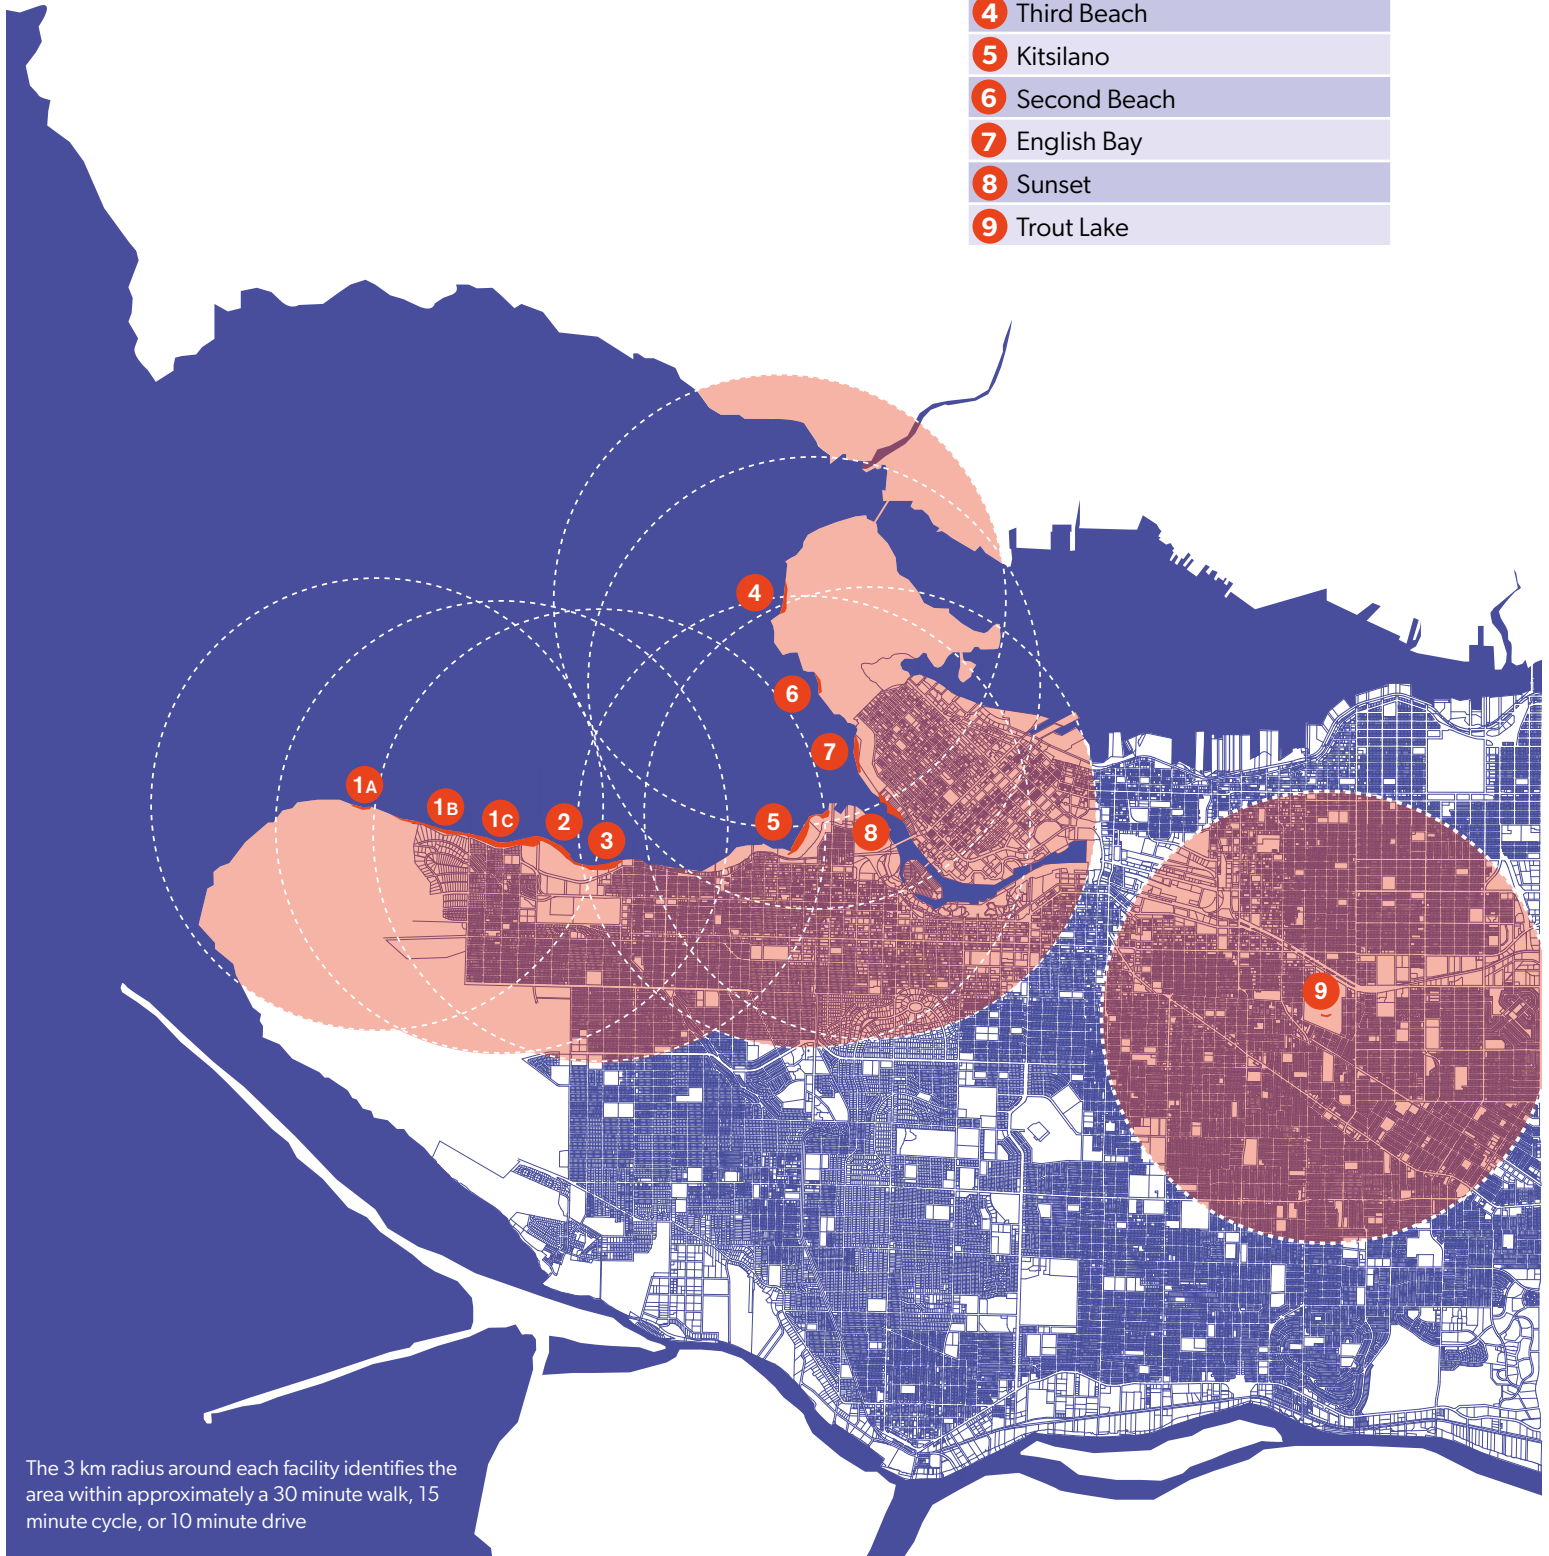 4 Third Beach
5 Kitsilano
6 Second Beach
7 English Bay
8 Sunset
9 Trout Lake
4
6
7
1A
1B
1C
2
3
5
8
9
The 3 km radius around each facility identifies the
area within approximately a 30 minute walk, 15
minute cycle, or 10 minute drive